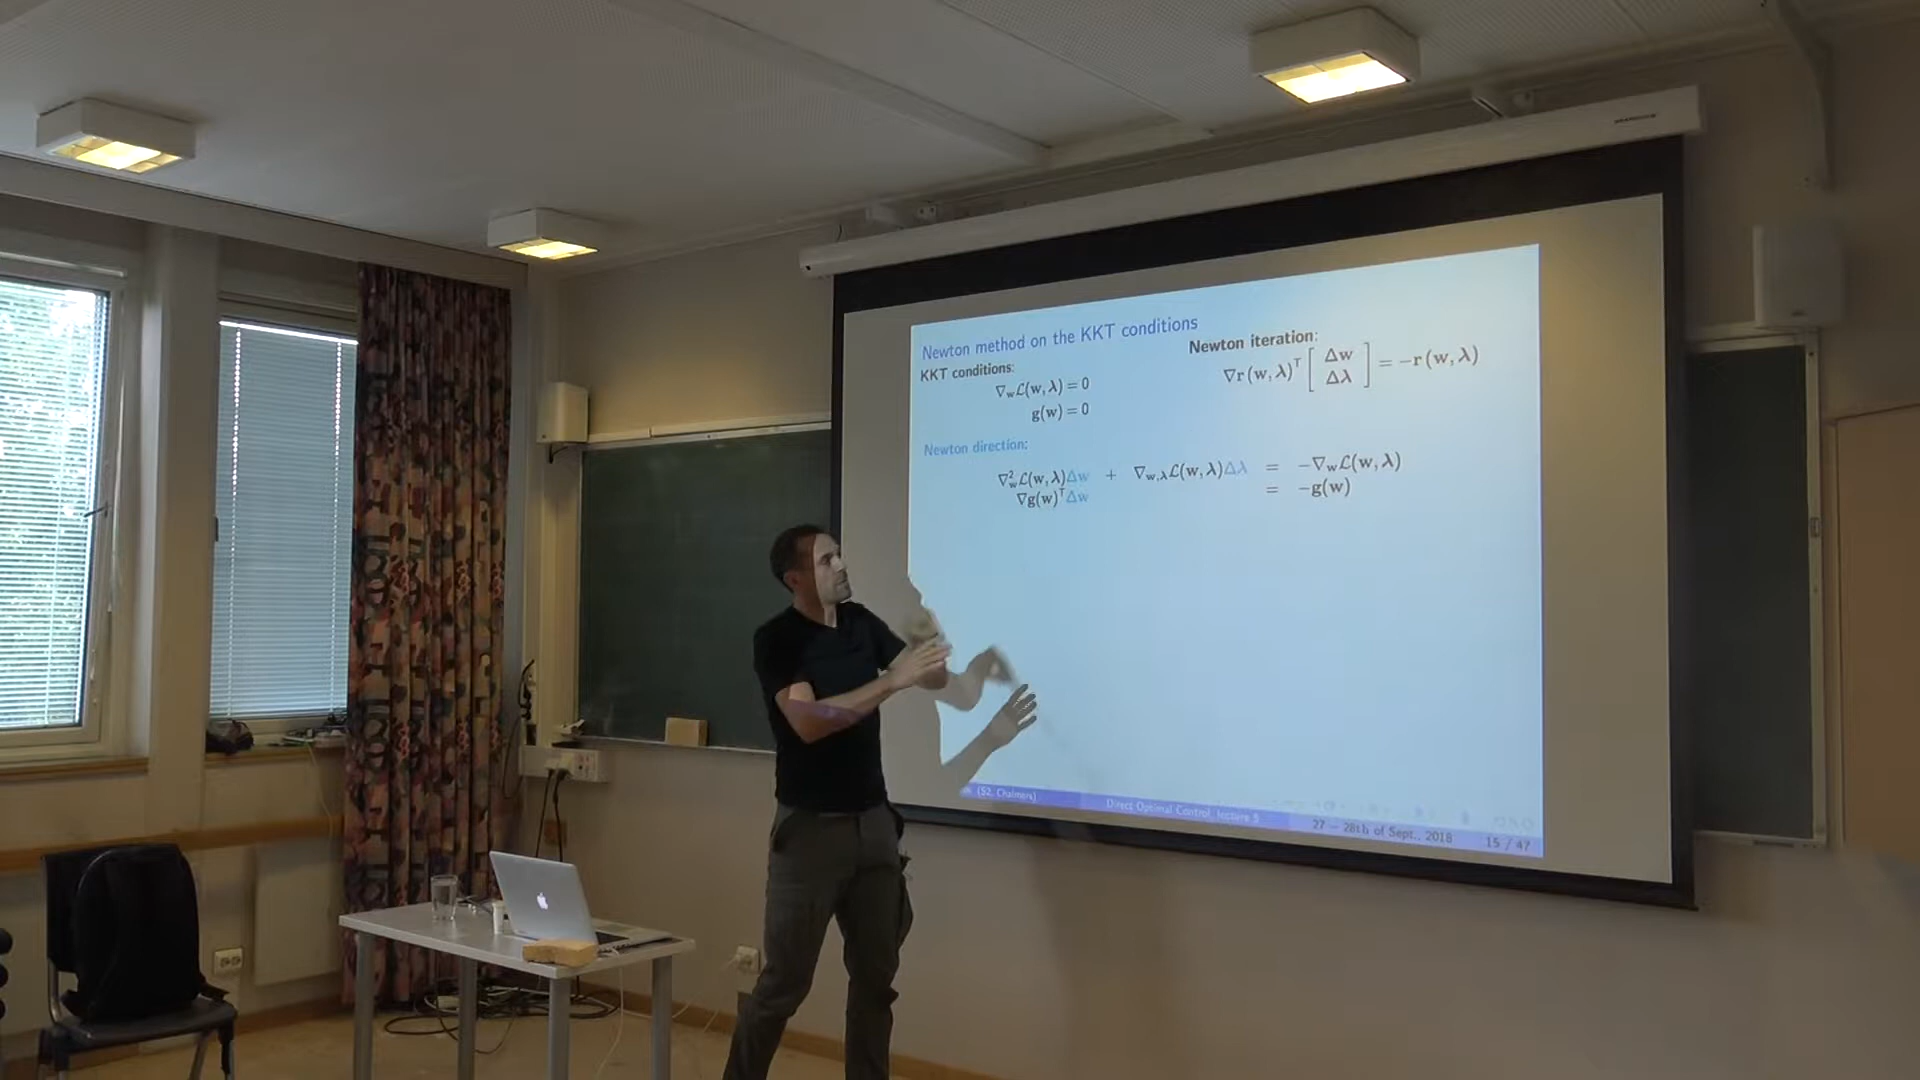 Newton method on the KKT conditions
KKT conditions:
∇wℒ(w, λ) = 0
g(w) = 0
Newton iteration:
∇r(w, λ)ᵀ [ Δw Δλ ] = −r(w, λ)
Newton direction:
∇²wℒ(w, λ)Δw + ∇w,λℒ(w, λ)Δλ = −∇wℒ(w, λ)
∇g(w)ᵀΔw = −g(w)
(S2, Chalmers) Direct Optimal Control, lecture 5 27 – 28th of Sept., 2018 15 / 47